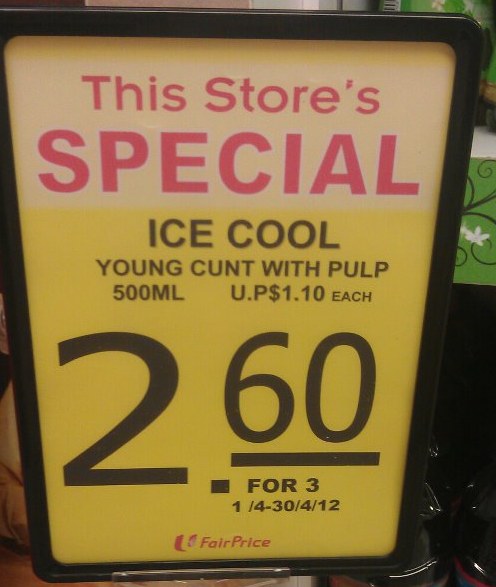 This Store's
SPECIAL
ICE COOL
YOUNG CUNT WITH PULP
500ML U.P$1.10 EACH
2.60
FOR 3
1 /4-30/4/12
FairPrice